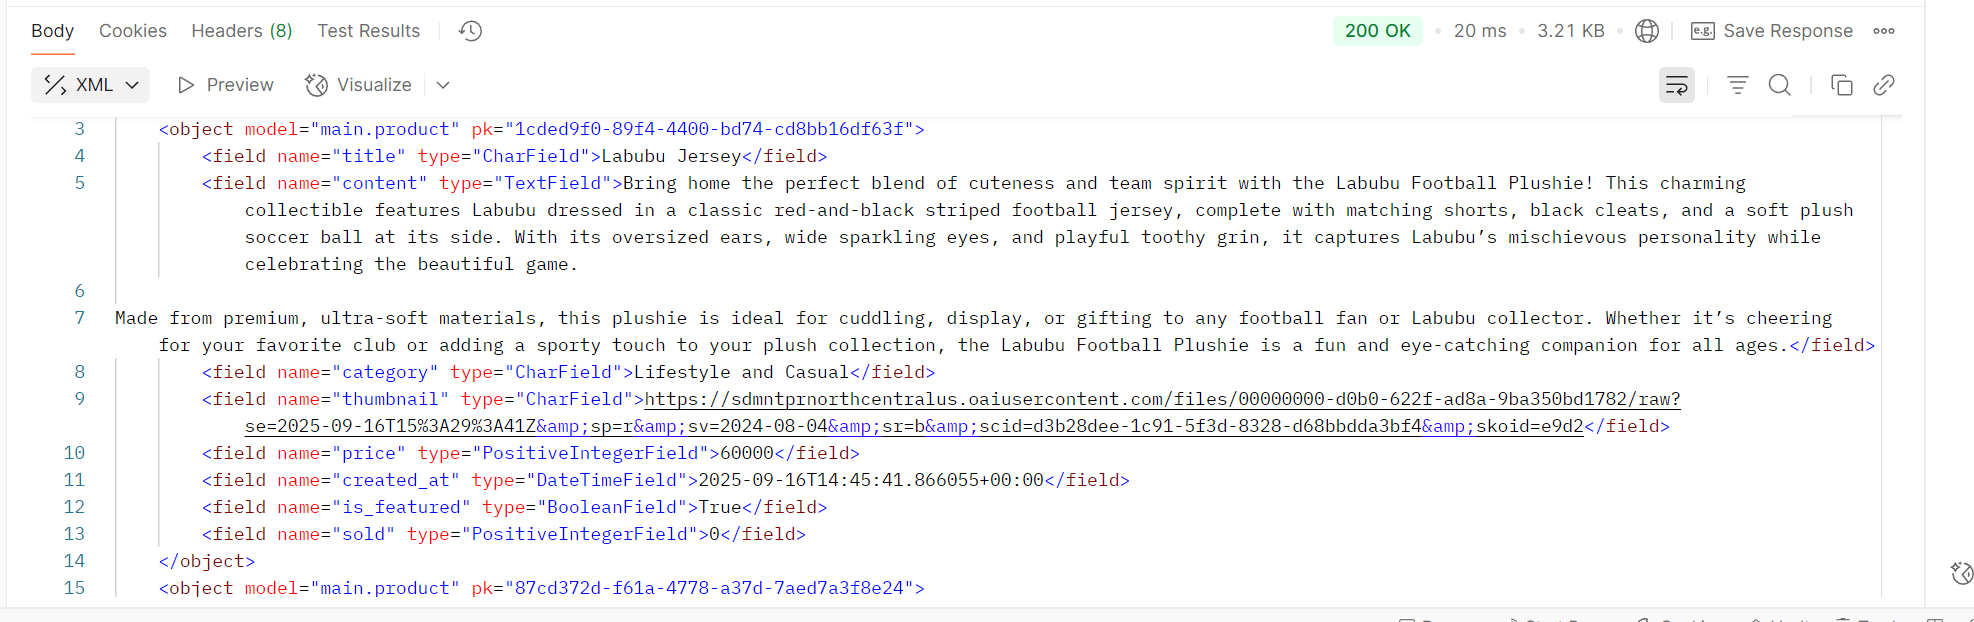 Body Cookies Headers (8) Test Results 200 OK • 20 ms • 3.21 KB • e.g. Save Response
XML Preview Visualize
3 <object model="main.product" pk="1cded9f0-89f4-4400-bd74-cd8bb16df63f">
4 <field name="title" type="CharField">Labubu Jersey</field>
5 <field name="content" type="TextField">Bring home the perfect blend of cuteness and team spirit with the Labubu Football Plushie! This charming
collectible features Labubu dressed in a classic red-and-black striped football jersey, complete with matching shorts, black cleats, and a soft plush
soccer ball at its side. With its oversized ears, wide sparkling eyes, and playful toothy grin, it captures Labubu’s mischievous personality while
celebrating the beautiful game.
6
7 Made from premium, ultra-soft materials, this plushie is ideal for cuddling, display, or gifting to any football fan or Labubu collector. Whether it’s cheering
for your favorite club or adding a sporty touch to your plush collection, the Labubu Football Plushie is a fun and eye-catching companion for all ages.</field>
8 <field name="category" type="CharField">Lifestyle and Casual</field>
9 <field name="thumbnail" type="CharField">https://sdmntprnorthcentralus.oaiusercontent.com/files/00000000-d0b0-622f-ad8a-9ba350bd1782/raw?
se=2025-09-16T15%3A29%3A41Z&amp;sp=r&amp;sv=2024-08-04&amp;sr=b&amp;scid=d3b28dee-1c91-5f3d-8328-d68bbdda3bf4&amp;skoid=e9d2</field>
10 <field name="price" type="PositiveIntegerField">60000</field>
11 <field name="created_at" type="DateTimeField">2025-09-16T14:45:41.866055+00:00</field>
12 <field name="is_featured" type="BooleanField">True</field>
13 <field name="sold" type="PositiveIntegerField">0</field>
14 </object>
15 <object model="main.product" pk="87cd372d-f61a-4778-a37d-7aed7a3f8e24">